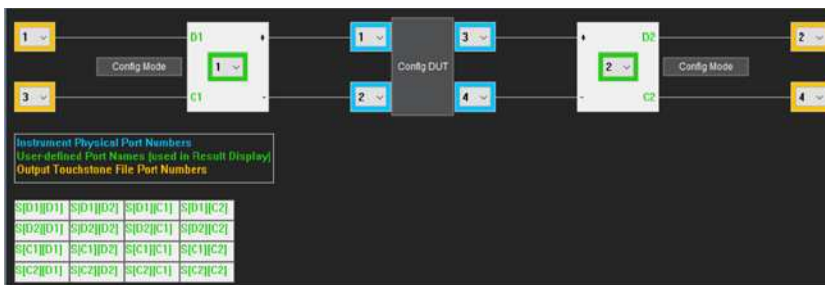 1 D1 + 1 3 + D2 2
Config Mode 1 Config DUT 2 Config Mode
3 C1 - 2 4 - C2 4
Instrument Physical Port Numbers
User-defined Port Names [used in Result Display]
Output Touchstone File Port Numbers
S[D1][D1] S[D1][D2] S[D1][C1] S[D1][C2]
S[D2][D1] S[D2][D2] S[D2][C1] S[D2][C2]
S[C1][D1] S[C1][D2] S[C1][C1] S[C1][C2]
S[C2][D1] S[C2][D2] S[C2][C1] S[C2][C2]